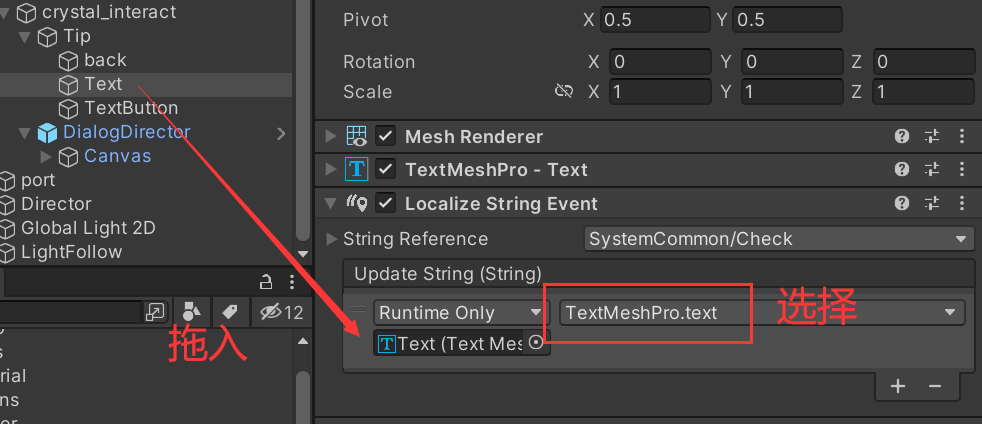 crystal_interact
Tip
back
Text
TextButton
DialogDirector
Canvas
port
Director
Global Light 2D
LightFollow
12
拖入
s
rial
ns
Pivot X 0.5 Y 0.5
Rotation X 0 Y 0 Z 0
Scale X 1 Y 1 Z 1
Mesh Renderer
T TextMeshPro - Text
Localize String Event
String Reference SystemCommon/Check
Update String (String)
Runtime Only TextMeshPro.text 选择
T Text (Text Mes
+ −